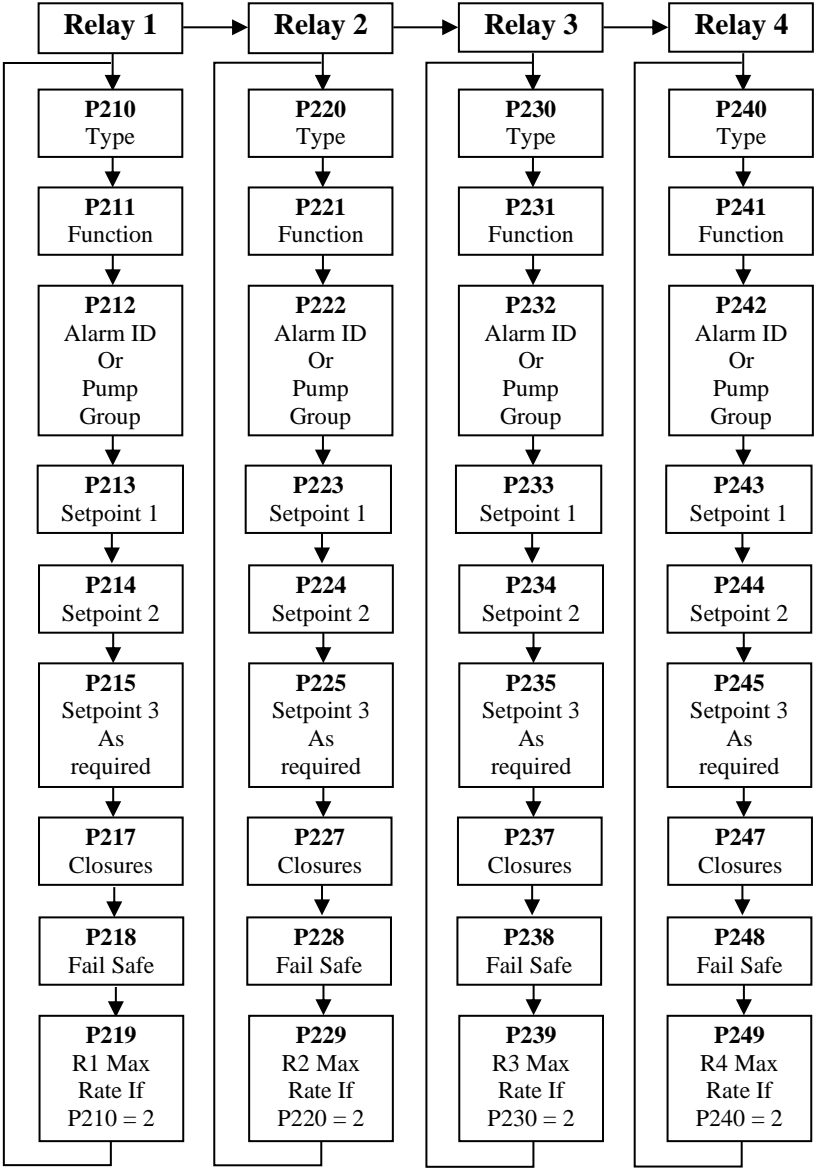 Relay 1
Relay 2
Relay 3
Relay 4
P210
Type
P211
Function
P212
Alarm ID
Or
Pump
Group
P213
Setpoint 1
P214
Setpoint 2
P215
Setpoint 3
As
required
P217
Closures
P218
Fail Safe
P219
R1 Max
Rate If
P210 = 2
P220
Type
P221
Function
P222
Alarm ID
Or
Pump
Group
P223
Setpoint 1
P224
Setpoint 2
P225
Setpoint 3
As
required
P227
Closures
P228
Fail Safe
P229
R2 Max
Rate If
P220 = 2
P230
Type
P231
Function
P232
Alarm ID
Or
Pump
Group
P233
Setpoint 1
P234
Setpoint 2
P235
Setpoint 3
As
required
P237
Closures
P238
Fail Safe
P239
R3 Max
Rate If
P230 = 2
P240
Type
P241
Function
P242
Alarm ID
Or
Pump
Group
P243
Setpoint 1
P244
Setpoint 2
P245
Setpoint 3
As
required
P247
Closures
P248
Fail Safe
P249
R4 Max
Rate If
P240 = 2